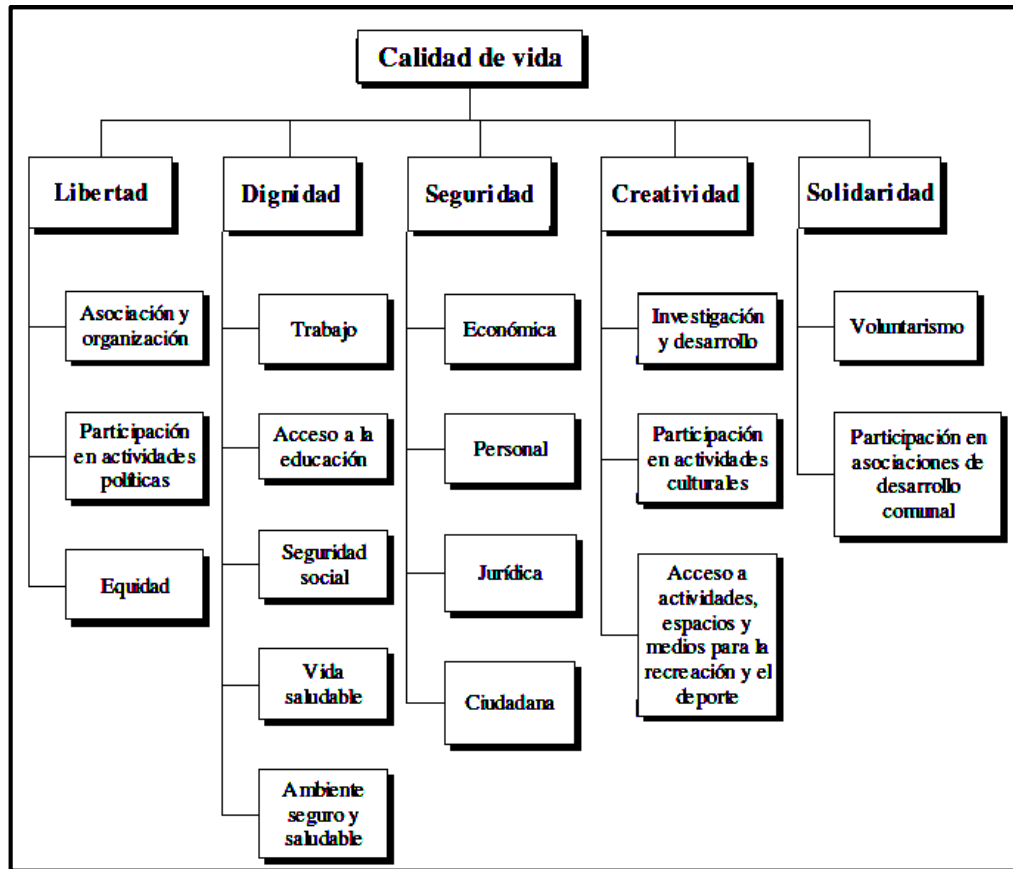 Calidad de vida
Libertad
Dignidad
Seguridad
Creatividad
Solidaridad
Asociación y
organización
Participación
en actividades
políticas
Equidad
Trabajo
Acceso a la
educación
Seguridad
social
Vida
saludable
Ambiente
seguro y
saludable
Económica
Personal
Jurídica
Ciudadana
Investigación
y desarrollo
Participación
en actividades
culturales
Acceso a
actividades,
espacios y
medios para la
recreación y el
deporte
Voluntarismo
Participación en
asociaciones de
desarrollo
comunal